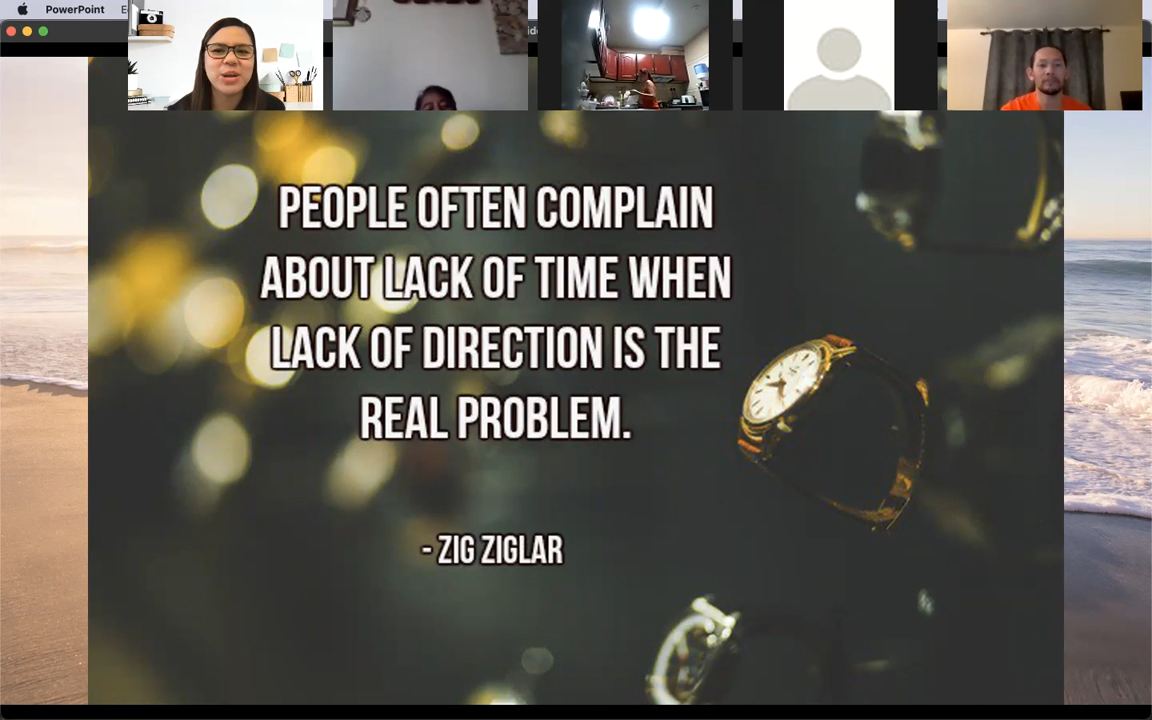 PowerPoint
PEOPLE OFTEN COMPLAIN
ABOUT LACK OF TIME WHEN
LACK OF DIRECTION IS THE
REAL PROBLEM.
- ZIG ZIGLAR